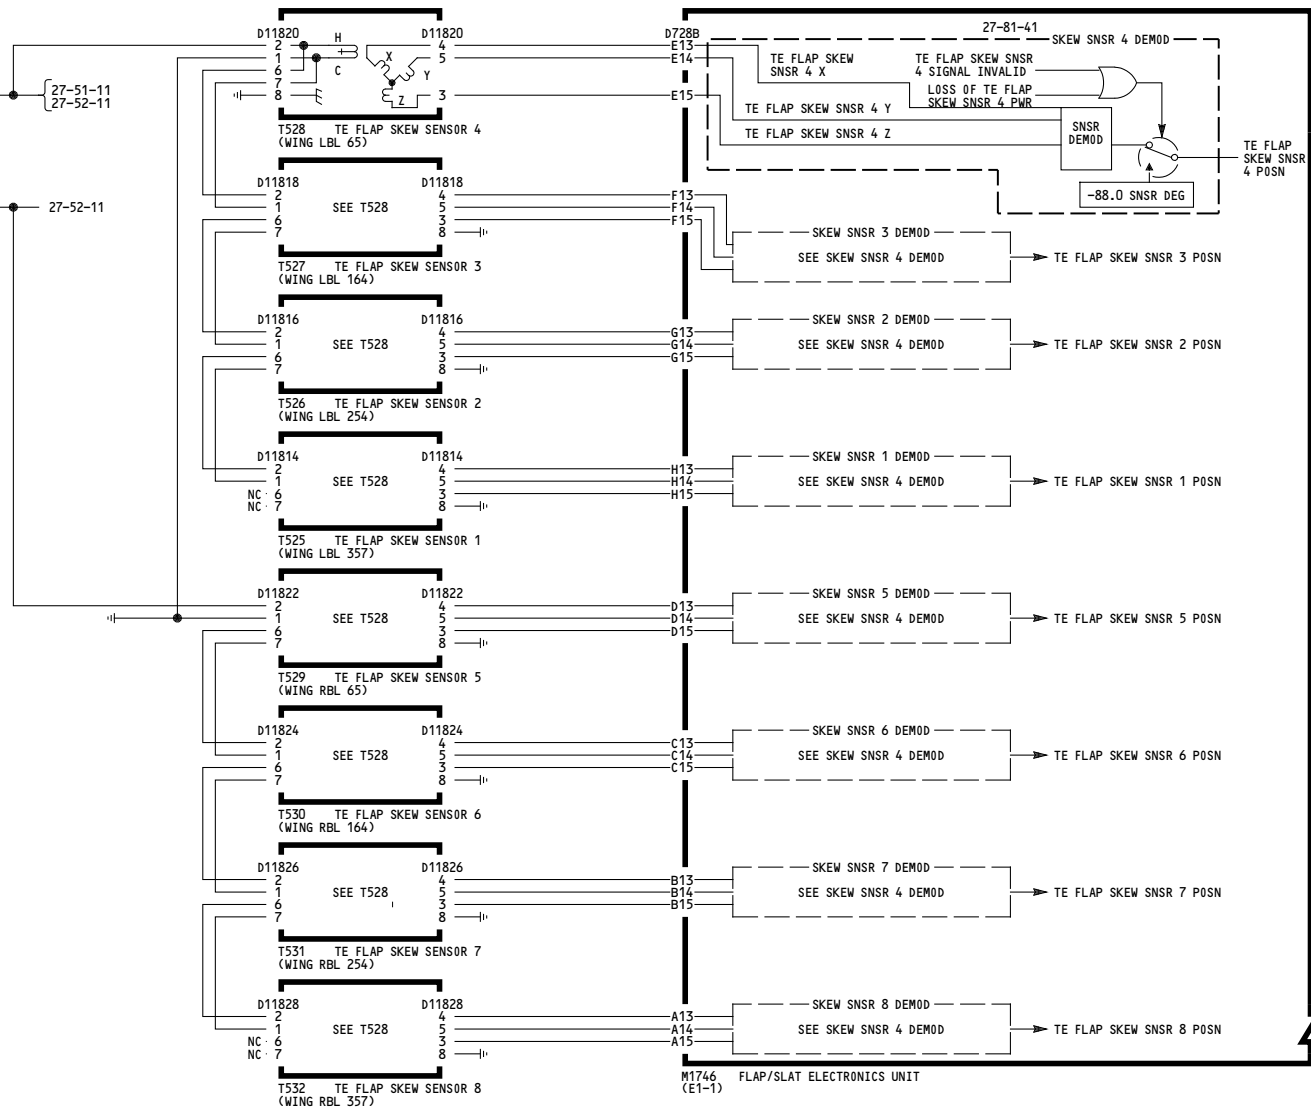 D11820 D11820
H
2 4
1 5
6 C X Y
7
8 Z 3
T528 TE FLAP SKEW SENSOR 4
(WING LBL 65)
27-51-11
27-52-11
27-52-11
D728B
E13
E14
E15
27-81-41
SKEW SNSR 4 DEMOD
TE FLAP SKEW
SNSR 4 X
TE FLAP SKEW SNSR
4 SIGNAL INVALID
LOSS OF TE FLAP
SKEW SNSR 4 PWR
TE FLAP SKEW SNSR 4 Y
TE FLAP SKEW SNSR 4 Z
SNSR
DEMOD
-88.0 SNSR DEG
TE FLAP
SKEW SNSR
4 POSN
D11818 D11818
2 4 F13
1 SEE T528 5 F14
6 3 F15
7 8
T527 TE FLAP SKEW SENSOR 3
(WING LBL 164)
SKEW SNSR 3 DEMOD
SEE SKEW SNSR 4 DEMOD TE FLAP SKEW SNSR 3 POSN
D11816 D11816
2 4 G13
1 SEE T528 5 G14
6 3 G15
7 8
T526 TE FLAP SKEW SENSOR 2
(WING LBL 254)
SKEW SNSR 2 DEMOD
SEE SKEW SNSR 4 DEMOD TE FLAP SKEW SNSR 2 POSN
D11814 D11814
2 4 H13
1 SEE T528 5 H14
NC 6 3 H15
NC 7 8
T525 TE FLAP SKEW SENSOR 1
(WING LBL 357)
SKEW SNSR 1 DEMOD
SEE SKEW SNSR 4 DEMOD TE FLAP SKEW SNSR 1 POSN
D11822 D11822
2 4 D13
1 SEE T528 5 D14
6 3 D15
7 8
T529 TE FLAP SKEW SENSOR 5
(WING RBL 65)
SKEW SNSR 5 DEMOD
SEE SKEW SNSR 4 DEMOD TE FLAP SKEW SNSR 5 POSN
D11824 D11824
2 4 C13
1 SEE T528 5 C14
6 3 C15
7 8
T530 TE FLAP SKEW SENSOR 6
(WING RBL 164)
SKEW SNSR 6 DEMOD
SEE SKEW SNSR 4 DEMOD TE FLAP SKEW SNSR 6 POSN
D11826 D11826
2 4 B13
1 SEE T528 5 B14
6 3 B15
7 8
T531 TE FLAP SKEW SENSOR 7
(WING RBL 254)
SKEW SNSR 7 DEMOD
SEE SKEW SNSR 4 DEMOD TE FLAP SKEW SNSR 7 POSN
D11828 D11828
2 4 A13
1 SEE T528 5 A14
NC 6 3 A15
NC 7 8
T532 TE FLAP SKEW SENSOR 8
(WING RBL 357)
SKEW SNSR 8 DEMOD
SEE SKEW SNSR 4 DEMOD TE FLAP SKEW SNSR 8 POSN
M1746 FLAP/SLAT ELECTRONICS UNIT
(E1-1)